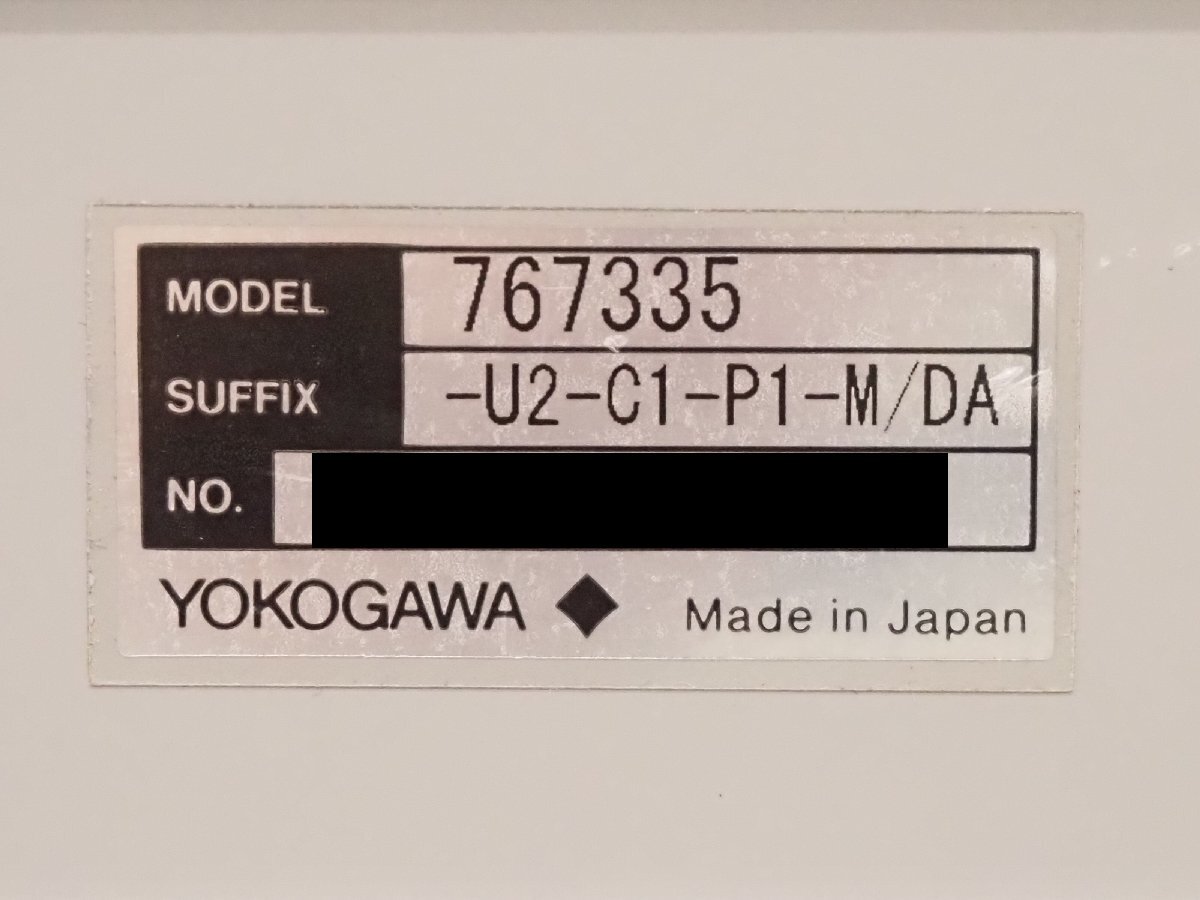 MODEL 767335
SUFFIX -U2-C1-P1-M/DA
NO.
YOKOGAWA Made in Japan